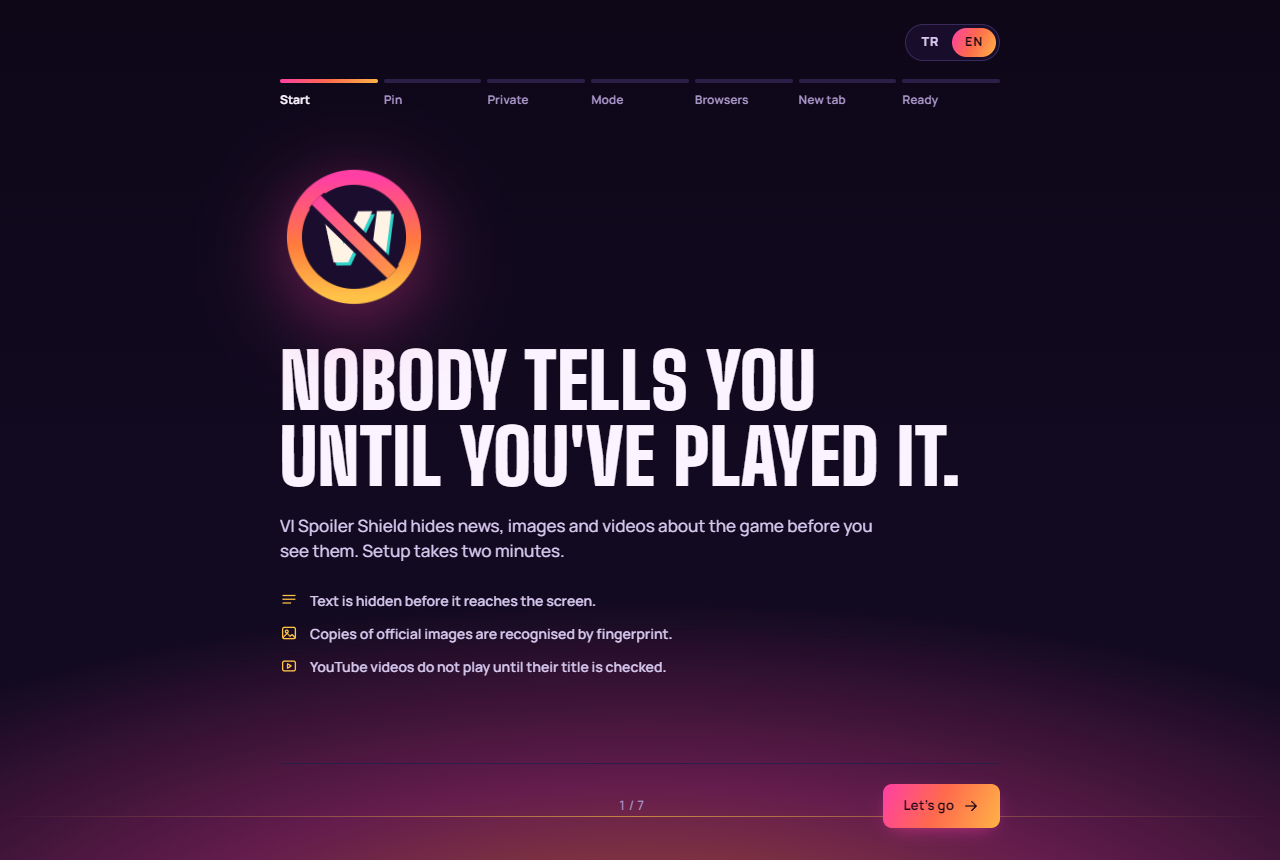 TR EN
Start Pin Private Mode Browsers New tab Ready
VI
NOBODY TELLS YOU
UNTIL YOU'VE PLAYED IT.
VI Spoiler Shield hides news, images and videos about the game before you
see them. Setup takes two minutes.
Text is hidden before it reaches the screen.
Copies of official images are recognised by fingerprint.
YouTube videos do not play until their title is checked.
1 / 7
Let's go →